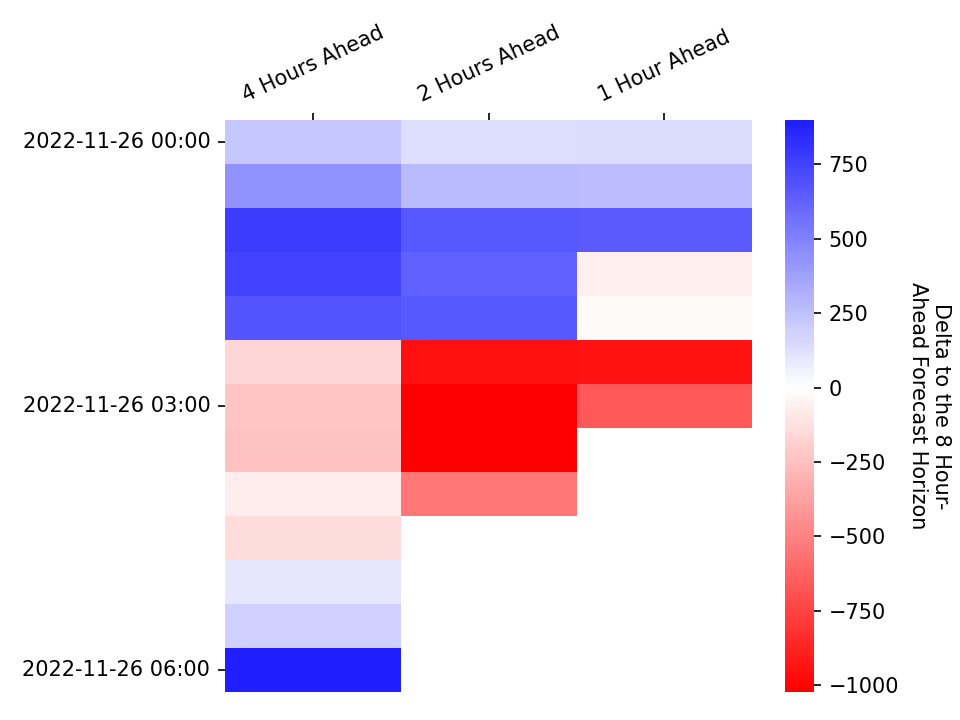 4 Hours Ahead
2 Hours Ahead
1 Hour Ahead
2022-11-26 00:00
2022-11-26 03:00
2022-11-26 06:00
750
500
250
0
−250
−500
−750
−1000
Delta to the 8 Hour-
Ahead Forecast Horizon